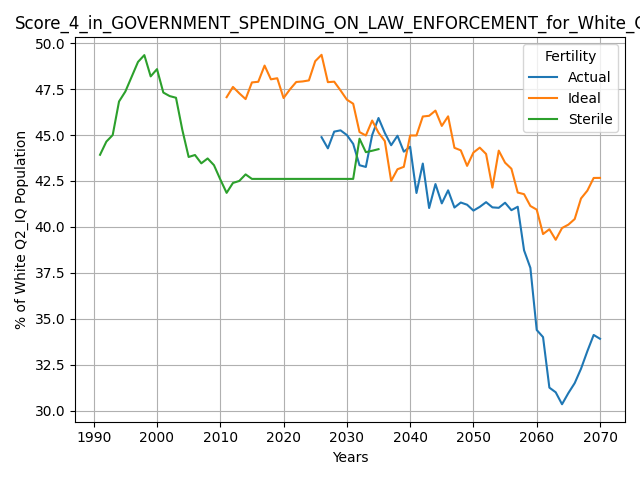 Score_4_in_GOVERNMENT_SPENDING_ON_LAW_ENFORCEMENT_for_White_
Fertility
Actual
Ideal
Sterile
% of White Q2_IQ Population
50.0
47.5
45.0
42.5
40.0
37.5
35.0
32.5
30.0
1990
2000
2010
2020
2030
2040
2050
2060
2070
Years